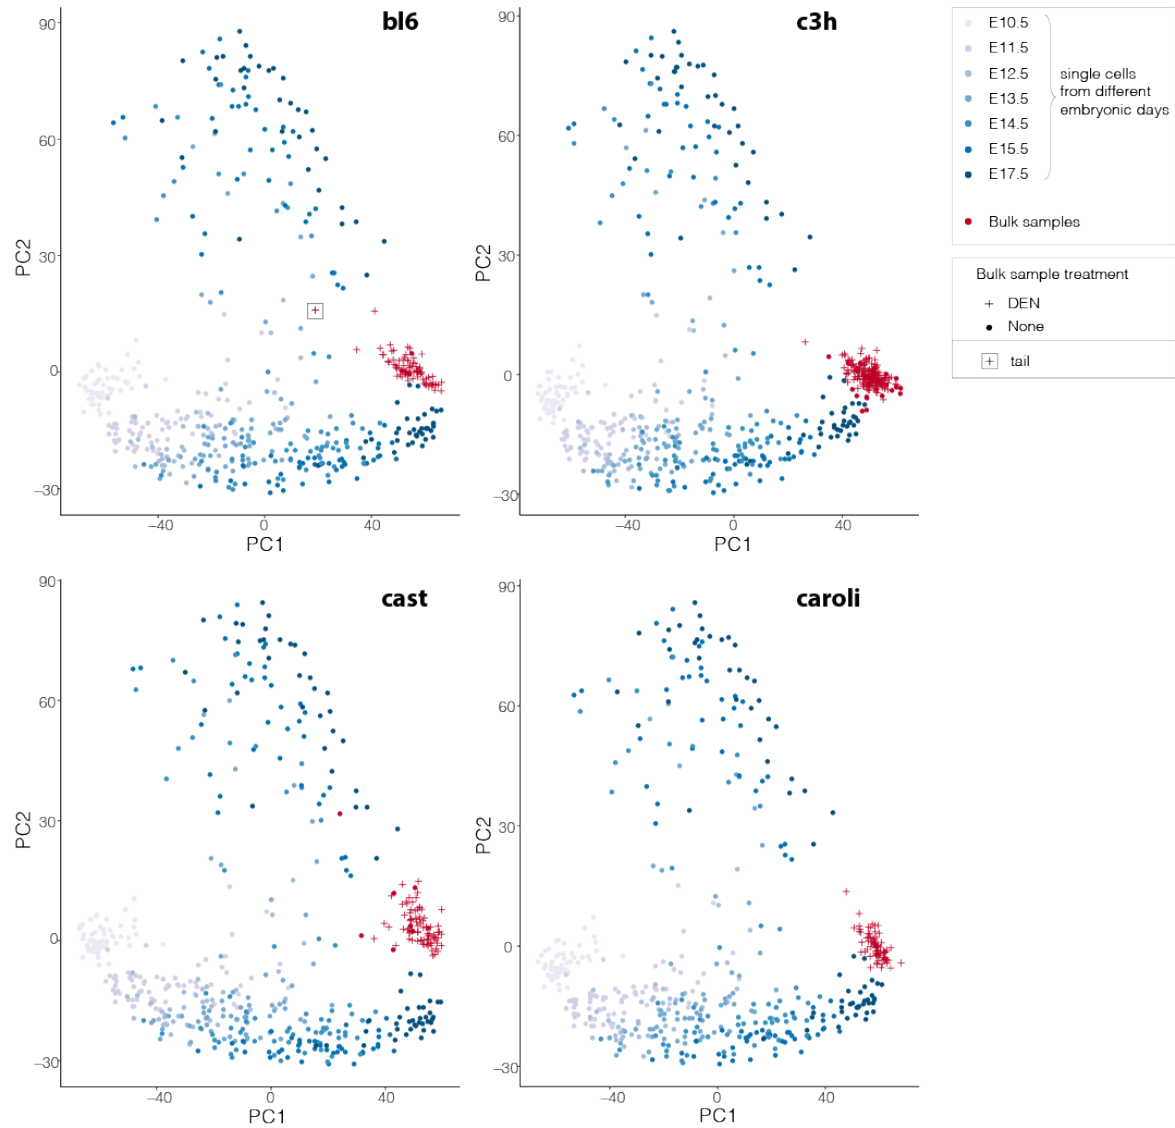 bl6
90
60
30
0
−30
PC2
−40
0
40
PC1
c3h
90
60
30
0
−30
PC2
−40
0
40
PC1
E10.5
E11.5
E12.5
E13.5
E14.5
E15.5
E17.5
single cells
from different
embryonic days
Bulk samples
Bulk sample treatment
DEN
None
tail
cast
90
60
30
0
−30
PC2
−40
0
40
PC1
caroli
90
60
30
0
−30
PC2
−40
0
40
PC1